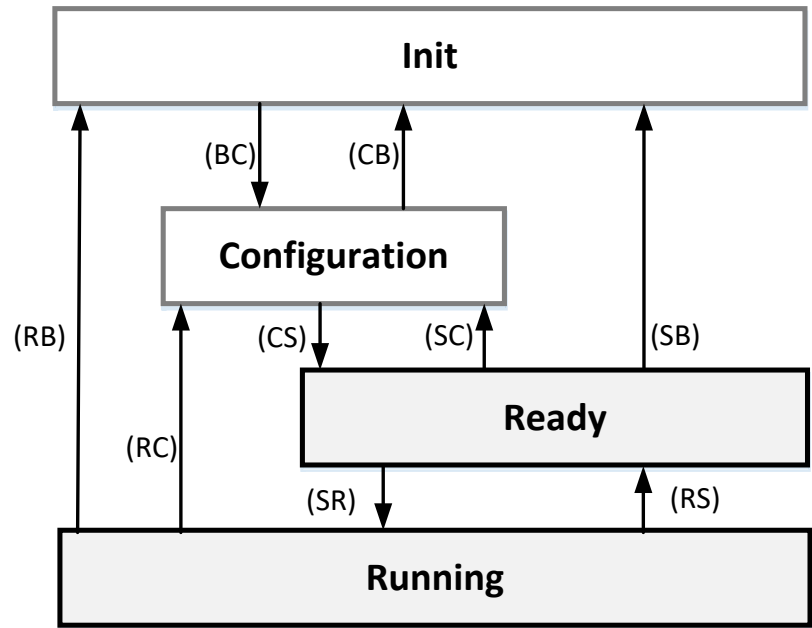 Init
(BC)
(CB)
Configuration
(RB)
(CS)
(SC)
(SB)
Ready
(RC)
(SR)
(RS)
Running